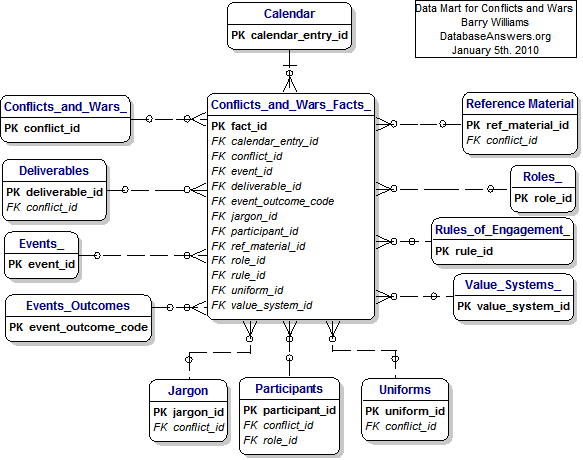 Data Mart for Conflicts and Wars
Barry Williams
DatabaseAnswers.org
January 5th. 2010
Calendar
PK calendar_entry_id
Conflicts_and_Wars_
PK conflict_id
Deliverables
PK deliverable_id
FK conflict_id
Events_
PK event_id
Events_Outcomes
PK event_outcome_code
Conflicts_and_Wars_Facts_
PK fact_id
FK calendar_entry_id
FK conflict_id
FK event_id
FK deliverable_id
FK event_outcome_code
FK jargon_id
FK participant_id
FK ref_material_id
FK role_id
FK rule_id
FK uniform_id
FK value_system_id
Reference Material
PK ref_material_id
FK conflict_id
Roles_
PK role_id
Rules_of_Engagement_
PK rule_id
Value_Systems_
PK value_system_id
Jargon
PK jargon_id
FK conflict_id
Participants
PK participant_id
FK conflict_id
FK role_id
Uniforms
PK uniform_id
FK conflict_id